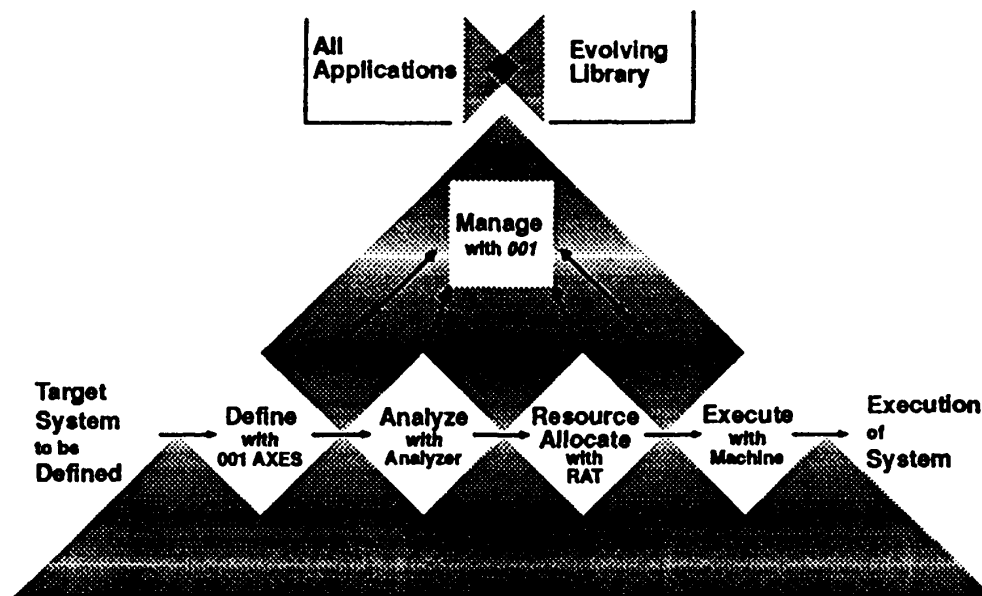 All
Applications
Evolving
Library
Manage
with 001
Target
System
to be
Defined
Define
with
001 AXES
Analyze
with
Analyzer
Resource
Allocate
with
RAT
Execute
with
Machine
Execution
of
System